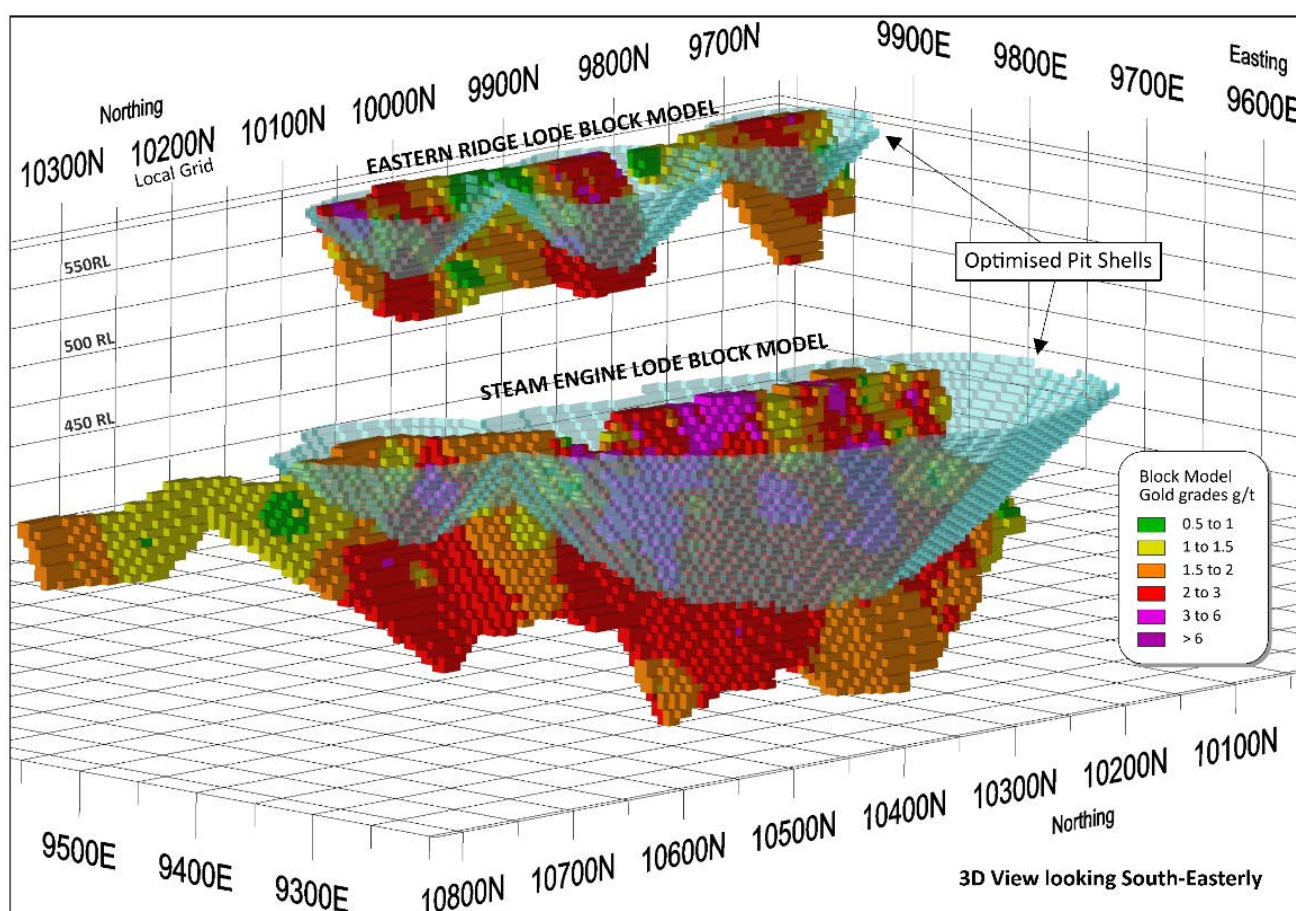 Northing
10300N
10200N
Local Grid
10100N
10000N
9900N
9800N
9700N
9900E
9800E
9700E
9600E
Easting
EASTERN RIDGE LODE BLOCK MODEL
Optimised Pit Shells
550RL
500 RL
450 RL
STEAM ENGINE LODE BLOCK MODEL
Block Model
Gold grades g/t
0.5 to 1
1 to 1.5
1.5 to 2
2 to 3
3 to 6
> 6
9500E
9400E
9300E
10800N
10700N
10600N
10500N
10400N
10300N
10200N
10100N
Northing
3D View looking South-Easterly